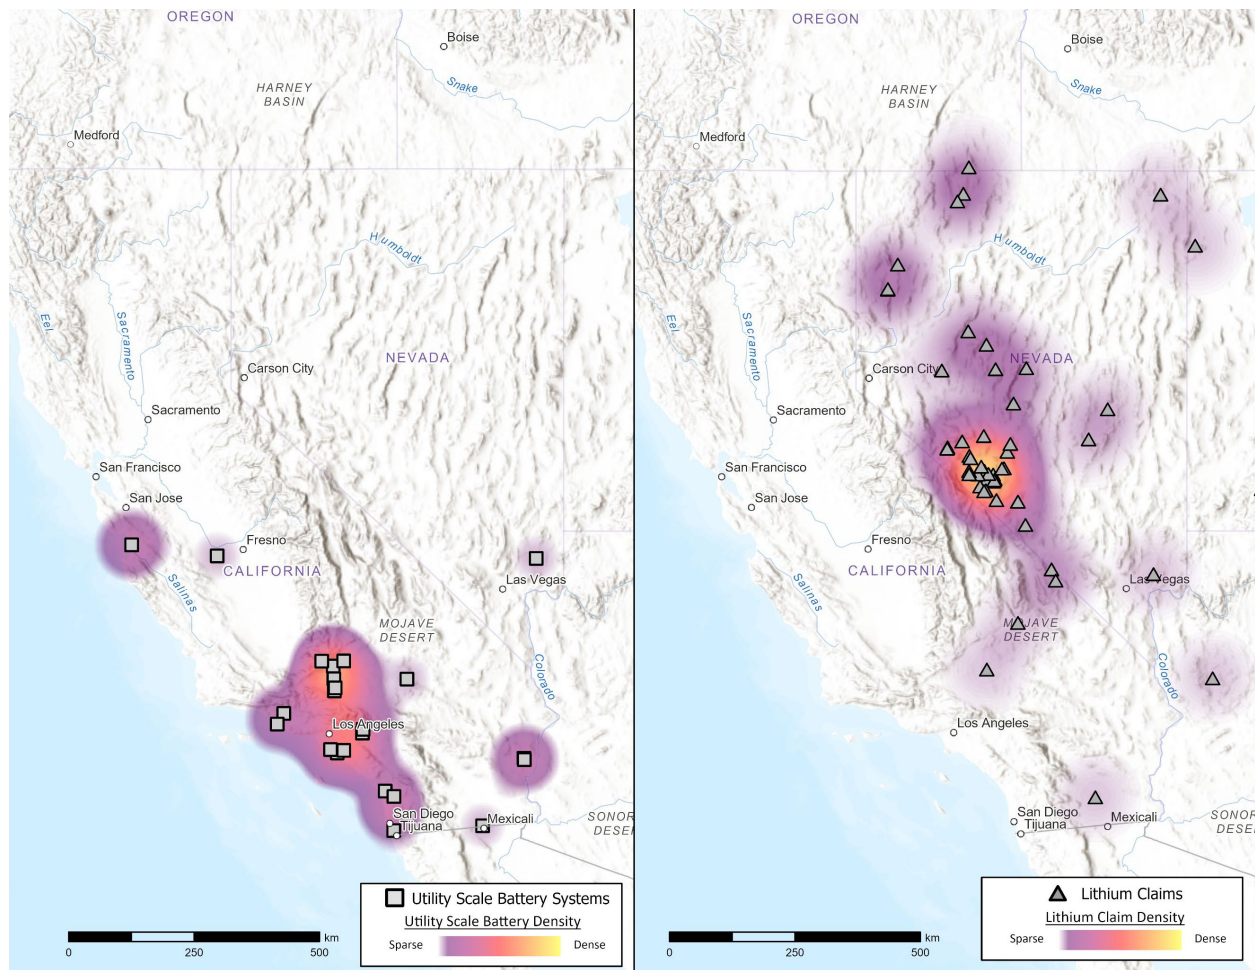 OREGON
Boise
Snake
HARNEY
BASIN
Medford
Humboldt
Eel
Sacramento
NEVADA
Carson City
Sacramento
San Francisco
San Jose
Fresno
CALIFORNIA
Salinas
Las Vegas
MOJAVE
DESERT
Colorado
Los Angeles
San Diego
Tijuana
Mexicali
SONOR
DESER
Utility Scale Battery Systems
Utility Scale Battery Density
Sparse
Dense
km
0
250
500
OREGON
Boise
Snake
HARNEY
BASIN
Medford
Humboldt
Eel
Sacramento
NEVADA
Carson City
Sacramento
San Francisco
San Jose
Fresno
CALIFORNIA
Salinas
Las Vegas
MOJAVE
DESERT
Colorado
Los Angeles
San Diego
Tijuana
Mexicali
SONOR
DESE
Lithium Claims
Lithium Claim Density
Sparse
Dense
km
0
250
500